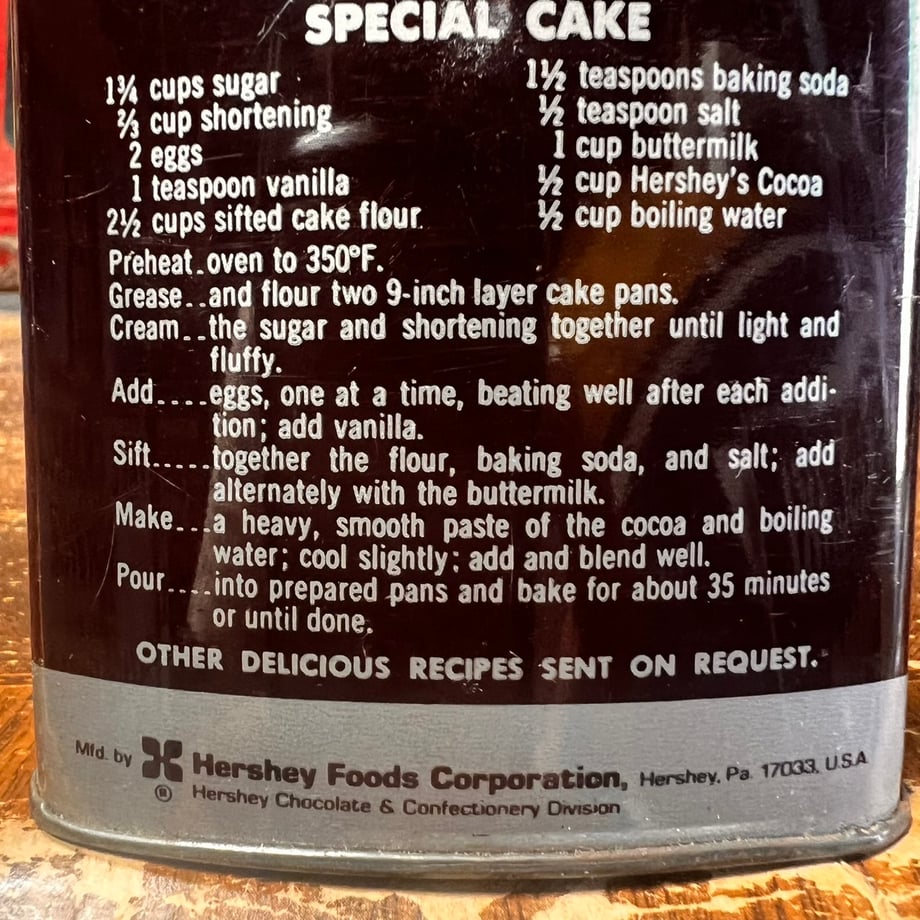 SPECIAL CAKE
1¾ cups sugar
⅔ cup shortening
2 eggs
1 teaspoon vanilla
2½ cups sifted cake flour
1½ teaspoons baking soda
½ teaspoon salt
1 cup buttermilk
½ cup Hershey's Cocoa
½ cup boiling water
Preheat..oven to 350°F.
Grease..and flour two 9-inch layer cake pans.
Cream..the sugar and shortening together until light and
fluffy.
Add....eggs, one at a time, beating well after each addi-
tion; add vanilla.
Sift.....together the flour, baking soda, and salt; add
alternately with the buttermilk.
Make...a heavy, smooth paste of the cocoa and boiling
water; cool slightly; add and blend well.
Pour....into prepared pans and bake for about 35 minutes
or until done.
OTHER DELICIOUS RECIPES SENT ON REQUEST.
Mfd. by Hershey Foods Corporation, Hershey, Pa. 17033, U.S.A.
® Hershey Chocolate & Confectionery Division